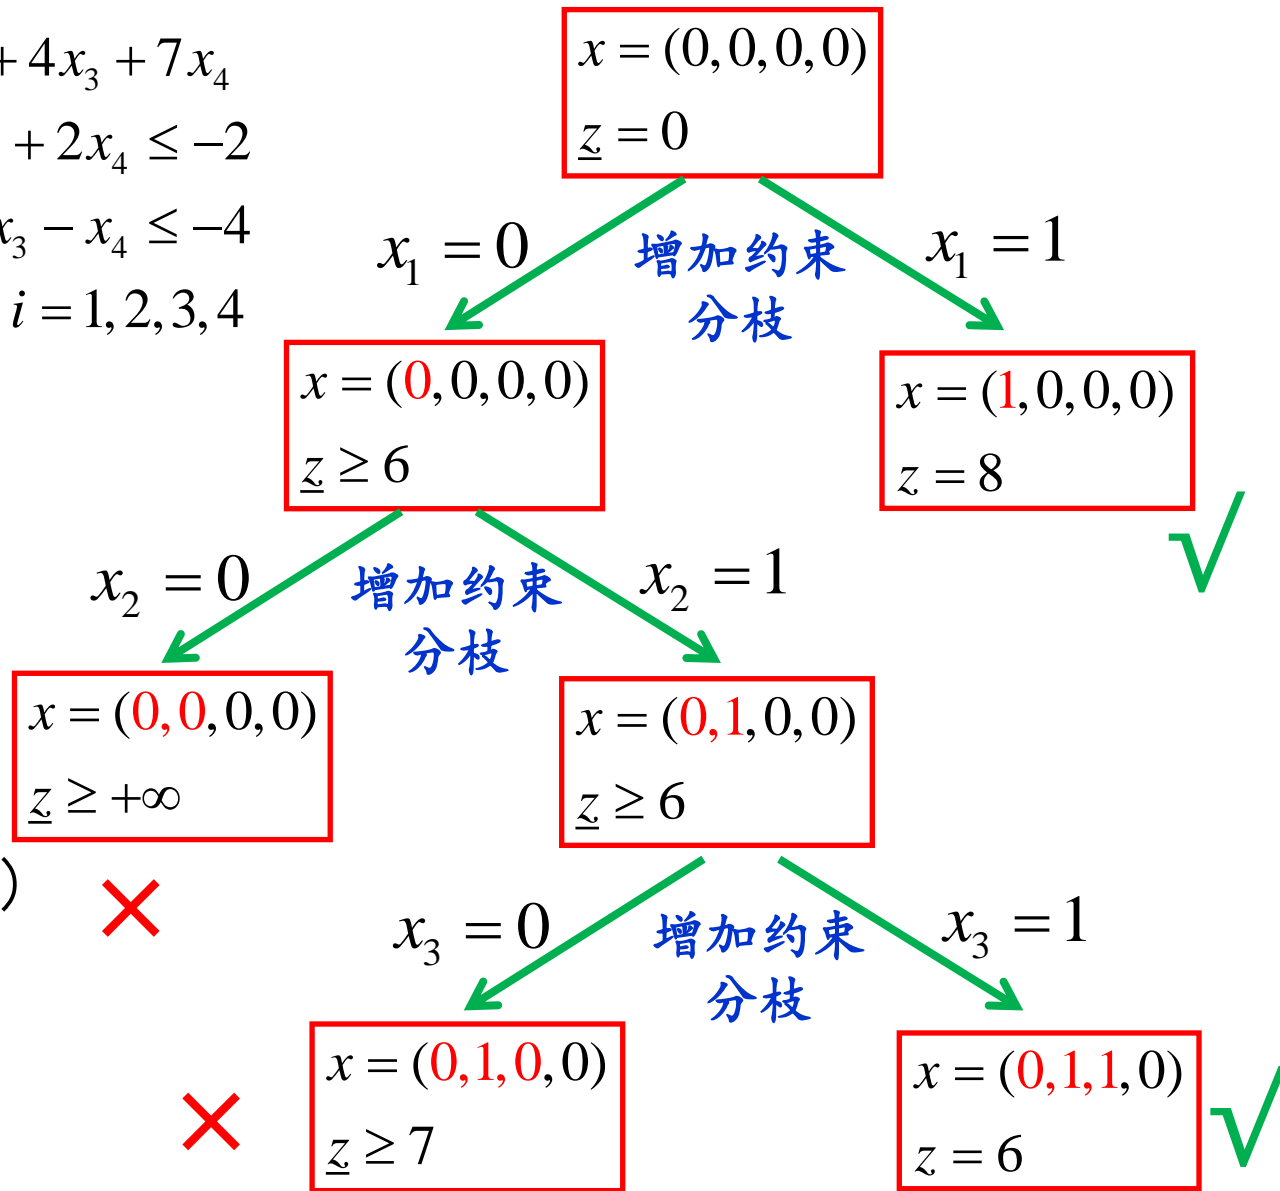 + 4x₃ + 7x₄
+ 2x₄ ≤ −2
x₃ − x₄ ≤ −4
i = 1, 2, 3, 4
x = (0, 0, 0, 0)
z = 0
x₁ = 0
增加约束
分枝
x₁ = 1
x = (0, 0, 0, 0)
z ≥ 6
x = (1, 0, 0, 0)
z = 8
√
x₂ = 0
增加约束
分枝
x₂ = 1
x = (0, 0, 0, 0)
z ≥ +∞
x = (0, 1, 0, 0)
z ≥ 6
)
×
x₃ = 0
增加约束
分枝
x₃ = 1
×
x = (0, 1, 0, 0)
z ≥ 7
x = (0, 1, 1, 0)
z = 6
√